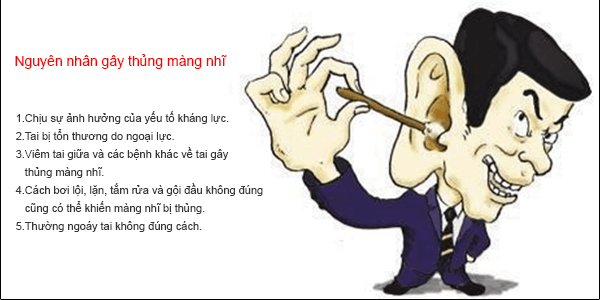 Nguyên nhân gây thủng màng nhĩ
1.Chịu sự ảnh hưởng của yếu tố kháng lực.
2.Tai bị tổn thương do ngoại lực.
3.Viêm tai giữa và các bệnh khác về tai gây
thủng màng nhĩ.
4.Cách bơi lội, lặn, tắm rửa và gội đầu không đúng
cũng có thể khiến màng nhĩ bị thủng.
5.Thường ngoáy tai không đúng cách.